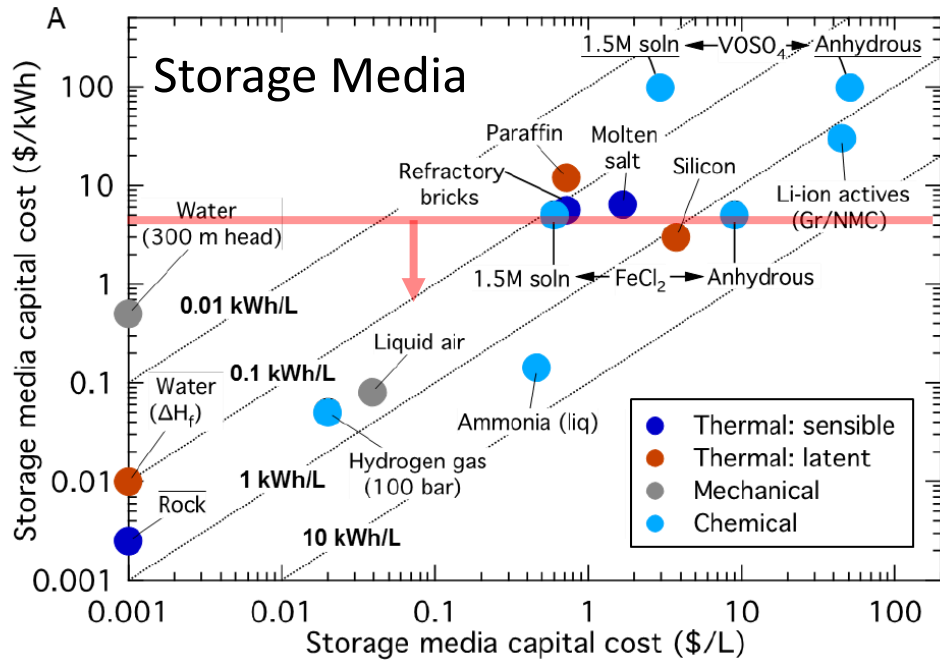 A
Storage Media
1.5M soln
VOSO4
Anhydrous
Paraffin
Molten
salt
Refractory
bricks
Silicon
Li-ion actives
(Gr/NMC)
Water
(300 m head)
1.5M soln
FeCl2
Anhydrous
0.01 kWh/L
Liquid air
0.1 kWh/L
Water
(ΔHf)
Ammonia (liq)
Hydrogen gas
(100 bar)
1 kWh/L
Rock
10 kWh/L
Thermal: sensible
Thermal: latent
Mechanical
Chemical
Storage media capital cost ($/kWh)
100
10
1
0.1
0.01
0.001
0.001
0.01
0.1
1
10
100
Storage media capital cost ($/L)